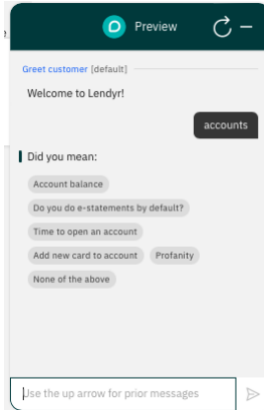 Preview
Greet customer [default]
Welcome to Lendyr!
accounts
Did you mean:
Account balance
Do you do e-statements by default?
Time to open an account
Add new card to account Profanity
None of the above
Use the up arrow for prior messages